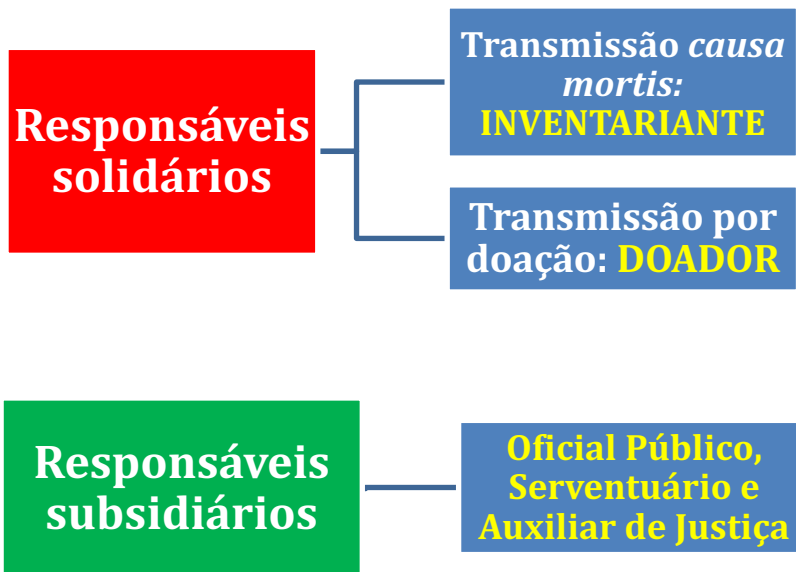 Responsáveis
solidários
Transmissão causa
mortis:
INVENTARIANTE
Transmissão por
doação: DOADOR
Responsáveis
subsidiários
Oficial Público,
Serventuário e
Auxiliar de Justiça